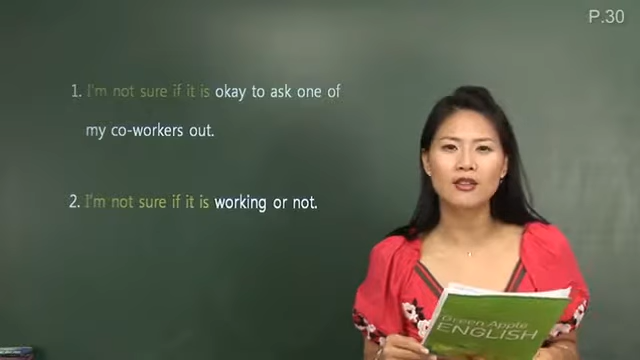 P.30
1. I'm not sure if it is okay to ask one of
my co-workers out.
2. I'm not sure if it is working or not.
Green Apple
ENGLISH